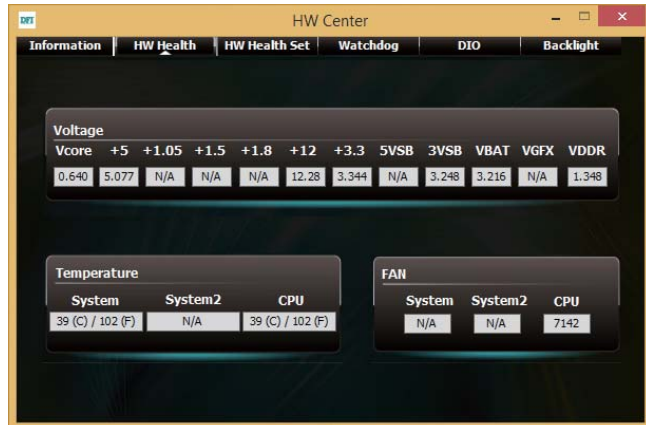 DFI HW Center
Information HW Health HW Health Set Watchdog DIO Backlight
Voltage
Vcore +5 +1.05 +1.5 +1.8 +12 +3.3 5VSB 3VSB VBAT VGFX VDDR
0.640 5.077 N/A N/A N/A 12.28 3.344 N/A 3.248 3.216 N/A 1.348
Temperature
System System2 CPU
39 (C) / 102 (F) N/A 39 (C) / 102 (F)
FAN
System System2 CPU
N/A N/A 7142